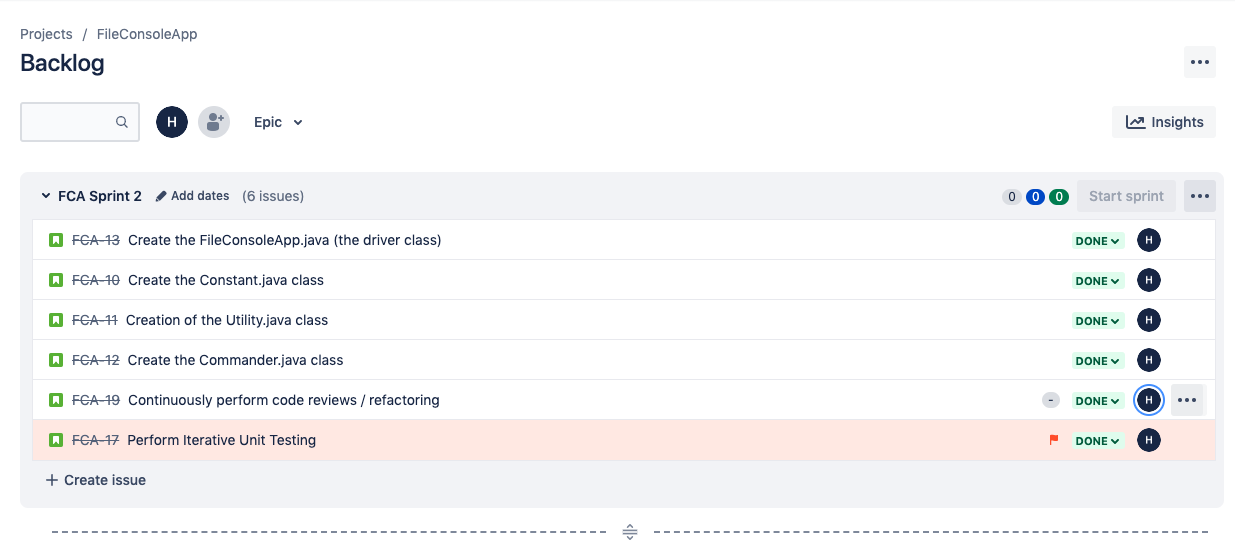 Projects / FileConsoleApp
Backlog
H Epic Insights
FCA Sprint 2 Add dates (6 issues) 0 0 0 Start sprint
FCA-13 Create the FileConsoleApp.java (the driver class) DONE H
FCA-10 Create the Constant.java class DONE H
FCA-11 Creation of the Utility.java class DONE H
FCA-12 Create the Commander.java class DONE H
FCA-19 Continuously perform code reviews / refactoring - DONE H
FCA-17 Perform Iterative Unit Testing DONE H
+ Create issue